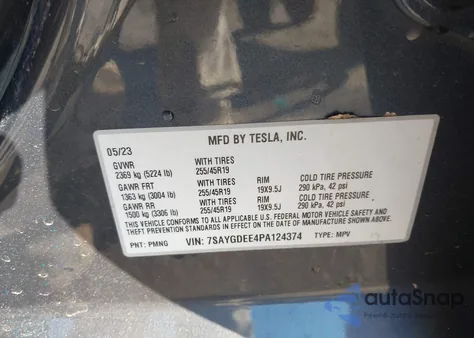 MFD BY TESLA, INC.
05/23
GVWR WITH TIRES RIM COLD TIRE PRESSURE
2369 kg (5224 lb) 255/45R19
GAWR FRT WITH TIRES 19X9.5J 290 kPa, 42 psi
1363 kg (3004 lb) 255/45R19 RIM COLD TIRE PRESSURE
GAWR RR WITH TIRES 19X9.5J 290 kPa, 42 psi
1500 kg (3306 lb) 255/45R19
THIS VEHICLE CONFORMS TO ALL APPLICABLE U.S. FEDERAL MOTOR VEHICLE SAFETY AND
THEFT PREVENTION STANDARDS IN EFFECT ON THE DATE OF MANUFACTURE SHOWN ABOVE.
PNT: PMNG VIN: 7SAYGDEE4PA124374 TYPE: MPV
autoSnap